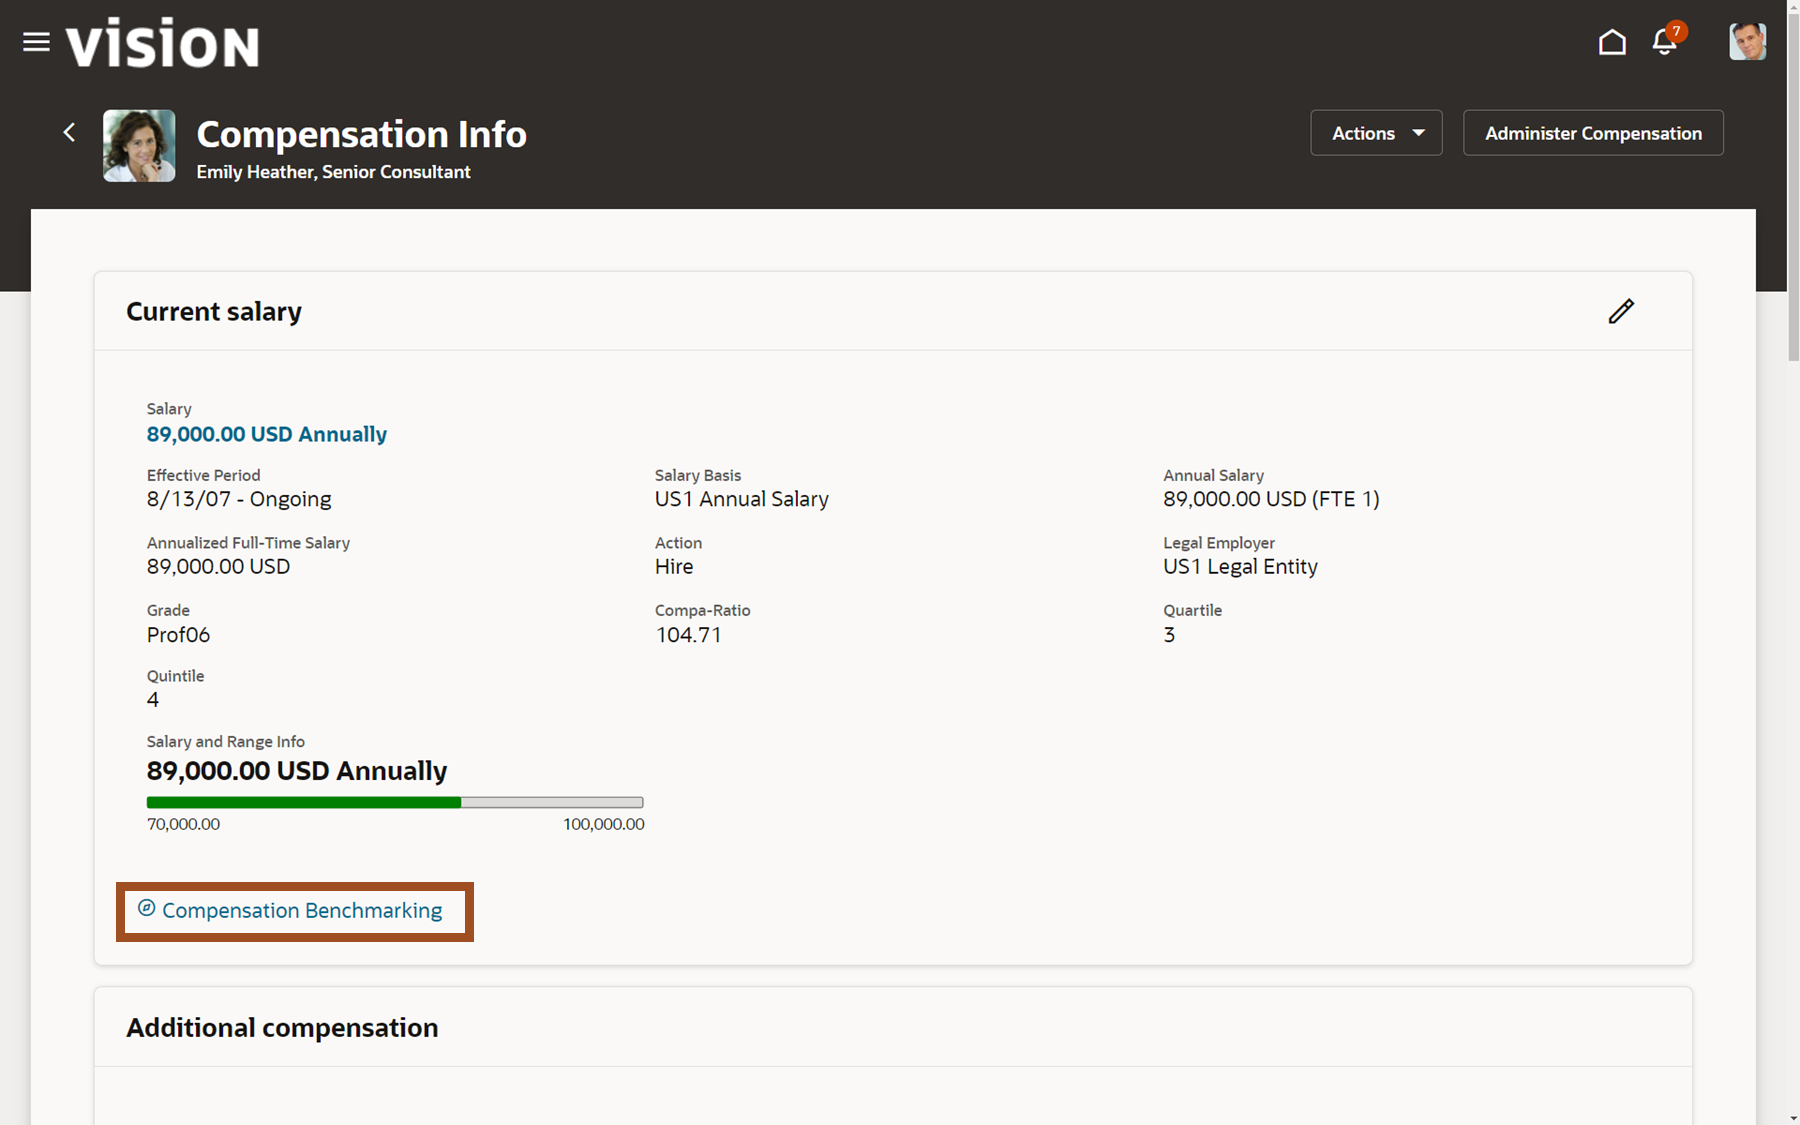 vision
7
Compensation Info
Emily Heather, Senior Consultant
Actions
Administer Compensation
Current salary
Salary
89,000.00 USD Annually
Effective Period
8/13/07 - Ongoing
Salary Basis
US1 Annual Salary
Annual Salary
89,000.00 USD (FTE 1)
Annualized Full-Time Salary
89,000.00 USD
Action
Hire
Legal Employer
US1 Legal Entity
Grade
Prof06
Compa-Ratio
104.71
Quartile
3
Quintile
4
Salary and Range Info
89,000.00 USD Annually
70,000.00 100,000.00
Compensation Benchmarking
Additional compensation